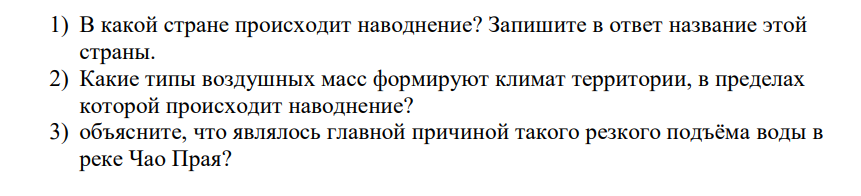 1) В какой стране происходит наводнение? Запишите в ответ название этой
страны.
2) Какие типы воздушных масс формируют климат территории, в пределах
которой происходит наводнение?
3) объясните, что являлось главной причиной такого резкого подъёма воды в
реке Чао Прая?